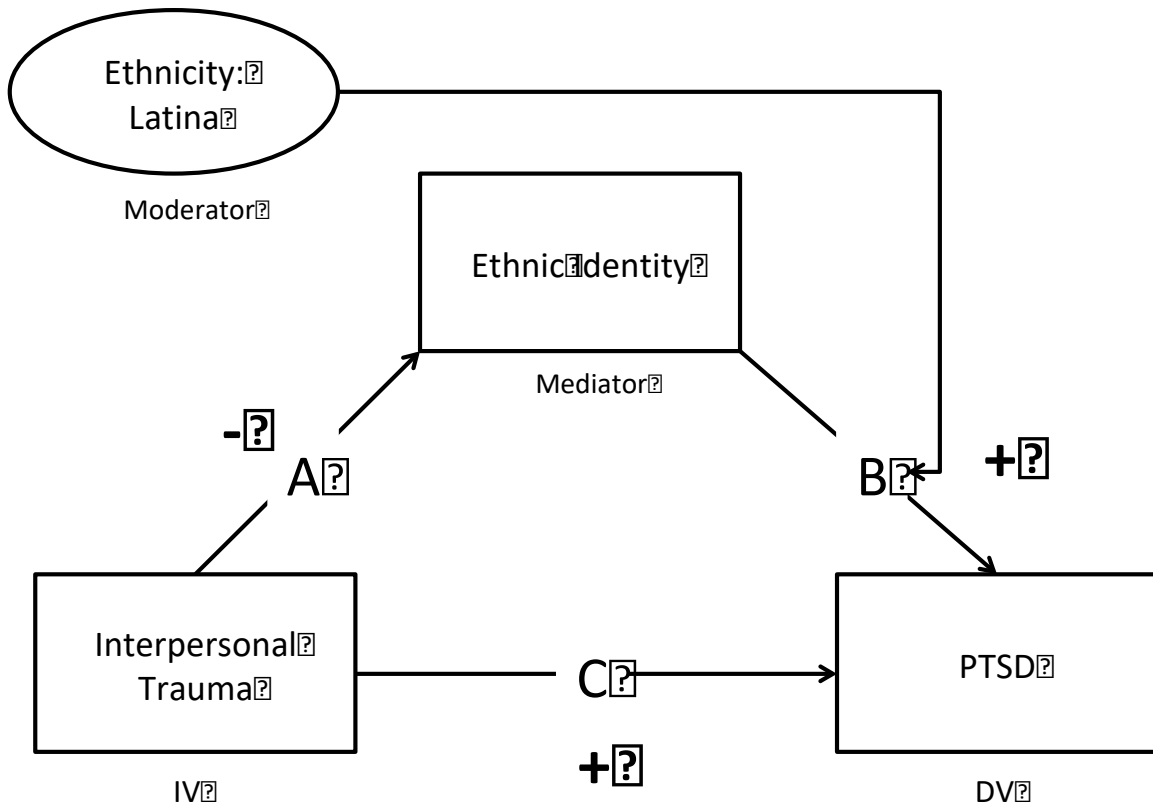 Ethnicity:⍰
Latina⍰
Moderator⍰
Ethnic⍰Identity⍰
Mediator⍰
-⍰
A⍰
B⍰
+⍰
Interpersonal⍰
Trauma⍰
C⍰
PTSD⍰
+⍰
IV⍰
DV⍰